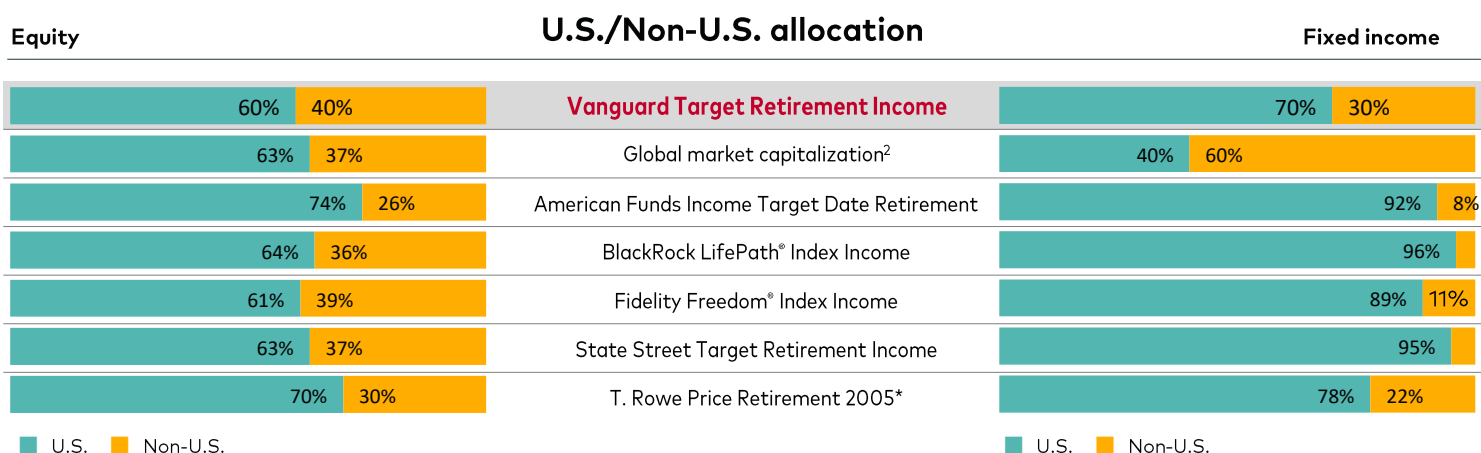 U.S./Non-U.S. allocation
Equity Fixed income
60% 40% Vanguard Target Retirement Income 70% 30%
63% 37% Global market capitalization² 40% 60%
74% 26% American Funds Income Target Date Retirement 92% 8%
64% 36% BlackRock LifePath® Index Income 96%
61% 39% Fidelity Freedom® Index Income 89% 11%
63% 37% State Street Target Retirement Income 95%
70% 30% T. Rowe Price Retirement 2005* 78% 22%
U.S. Non-U.S. U.S. Non-U.S.